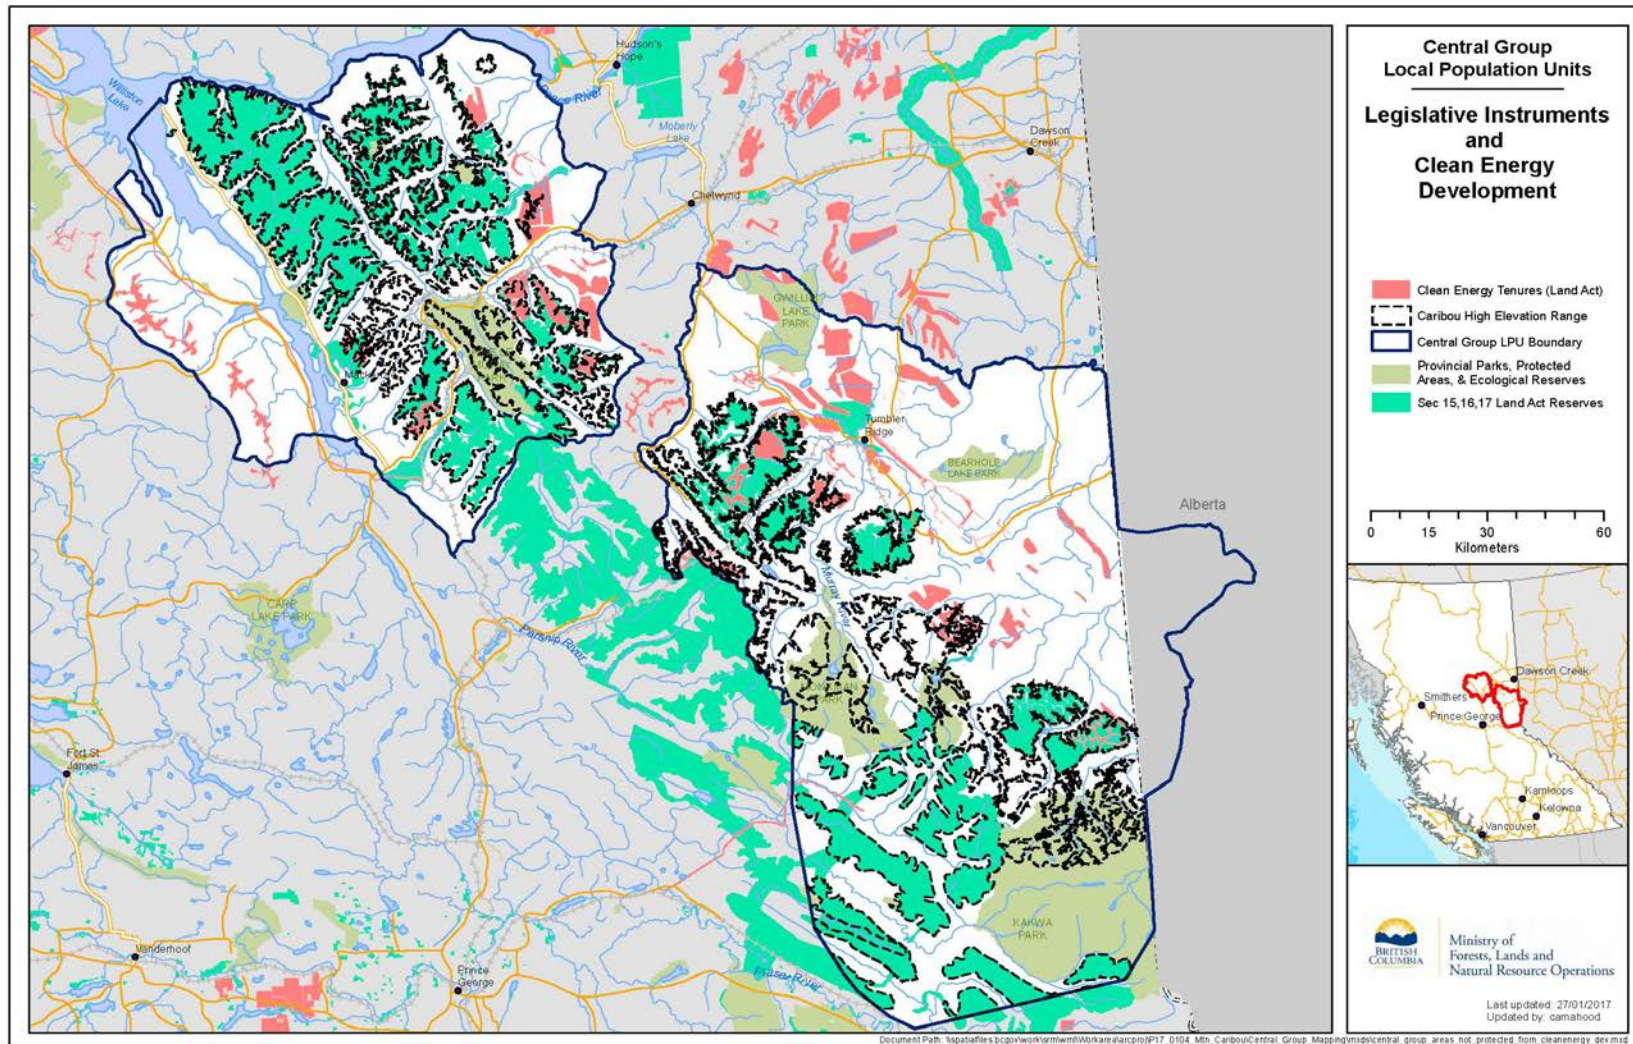 Williston
Lake
Hudson's
Hope
Peace River
Moberly
Lake
Dawson
Creek
Chetwynd
GWILLIM
LAKE
PARK
PARK
Tumbler
Ridge
BEARHOLE
LAKE PARK
Alberta
Murray River
CARP
LAKE PARK
Parsnip River
PARK
Fort St.
James
KAKWA
PARK
Vanderhoof
Prince
George
Fraser River
Central Group
Local Population Units
Legislative Instruments
and
Clean Energy
Development
Clean Energy Tenures (Land Act)
Caribou High Elevation Range
Central Group LPU Boundary
Provincial Parks, Protected
Areas, & Ecological Reserves
Sec 15,16,17 Land Act Reserves
0 15 30 60
Kilometers
Dawson Creek
Smithers
Prince George
Kamloops
Kelowna
Vancouver
BRITISH
COLUMBIA
Ministry of
Forests, Lands and
Natural Resource Operations
Last updated: 27/01/2017
Updated by: camahood